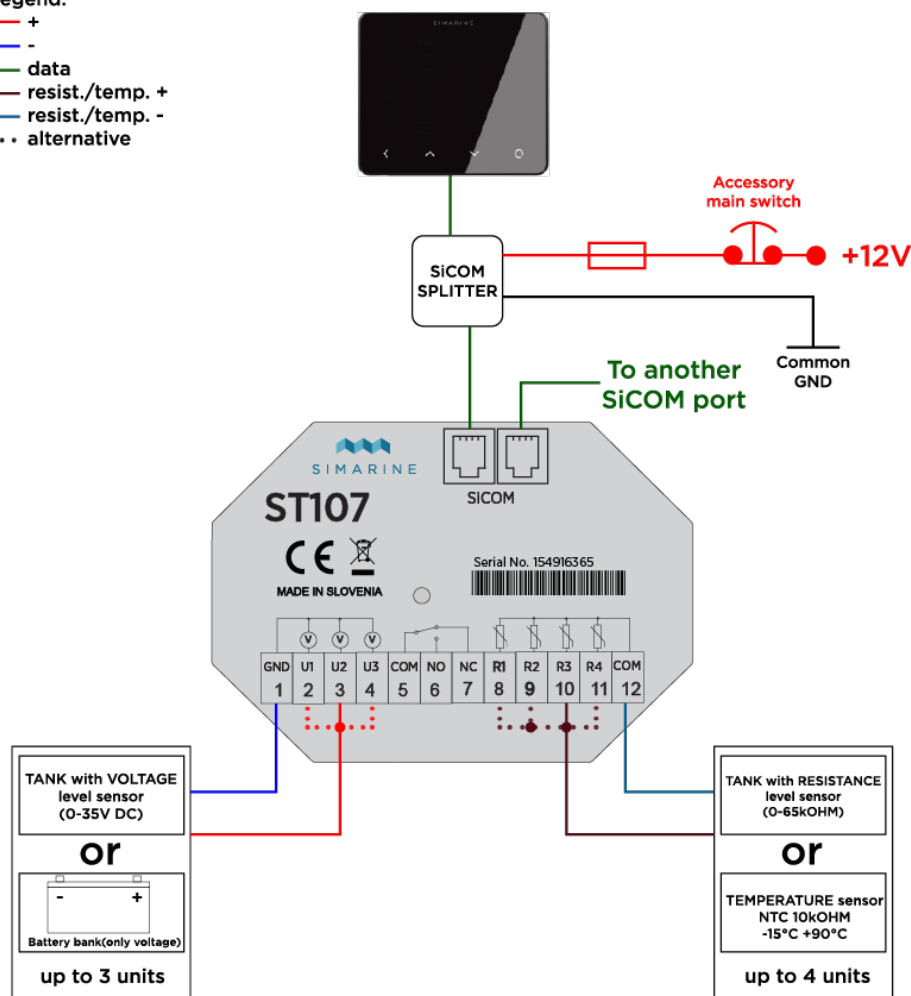 legend:
+
-
data
resist./temp. +
resist./temp. -
alternative
SIMARINE
Accessory
main switch
+12V
SiCOM
SPLITTER
Common
GND
To another
SiCOM port
SIMARINE
SiCOM
ST107
CE
MADE IN SLOVENIA
Serial No. 154916365
V V V
GND U1 U2 U3 COM NO NC R1 R2 R3 R4 COM
1 2 3 4 5 6 7 8 9 10 11 12
TANK with VOLTAGE
level sensor
(0-35V DC)
or
- +
Battery bank(only voltage)
up to 3 units
TANK with RESISTANCE
level sensor
(0-65kOHM)
or
TEMPERATURE sensor
NTC 10kOHM
-15°C +90°C
up to 4 units